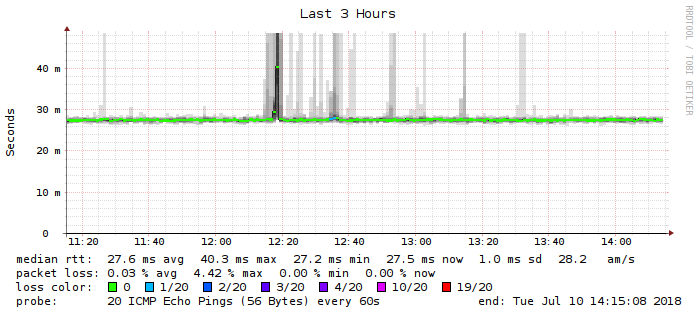 Last 3 Hours
RRDTOOL / TOBI OETIKER
Seconds
40 m
30 m
20 m
10 m
0
11:20 11:40 12:00 12:20 12:40 13:00 13:20 13:40 14:00
median rtt: 27.6 ms avg 40.3 ms max 27.2 ms min 27.5 ms now 1.0 ms sd 28.2 am/s
packet loss: 0.03 % avg 4.42 % max 0.00 % min 0.00 % now
loss color: 0 1/20 2/20 3/20 4/20 10/20 19/20
probe: 20 ICMP Echo Pings (56 Bytes) every 60s end: Tue Jul 10 14:15:08 2018